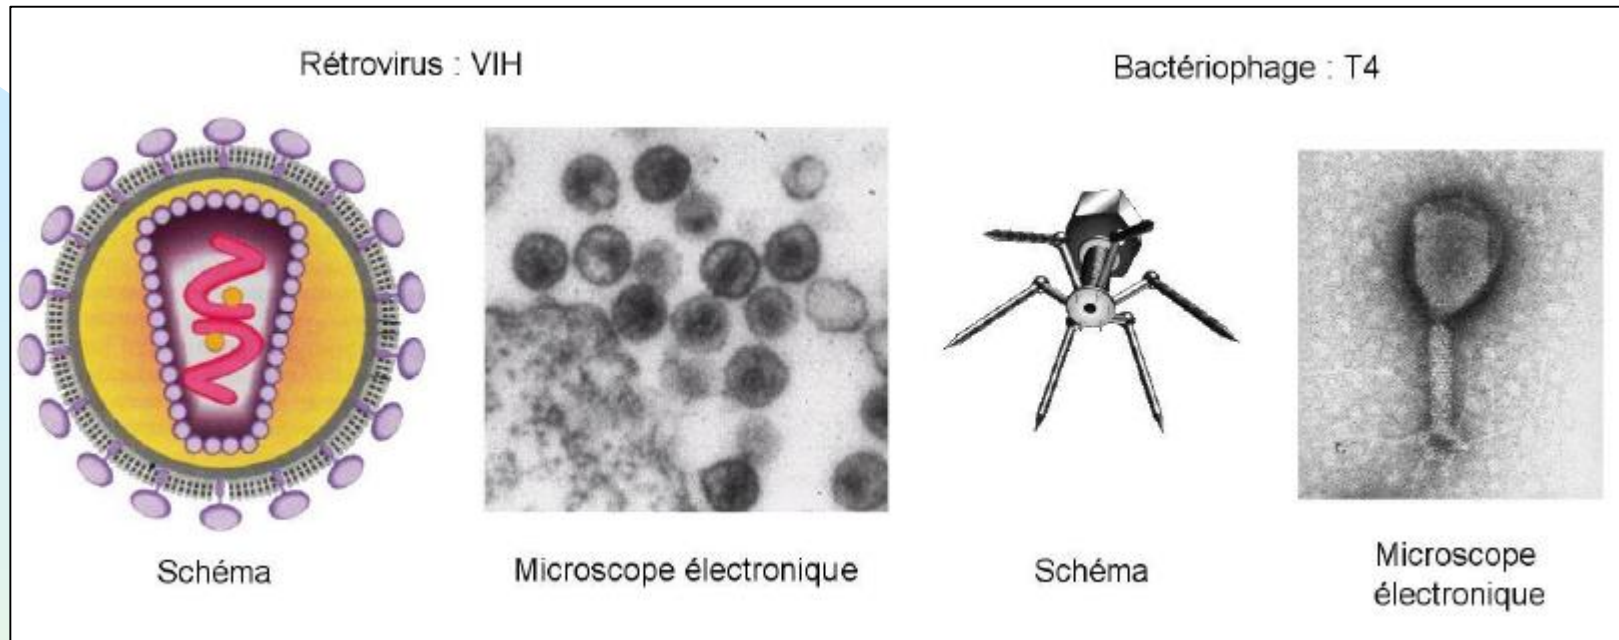 Rétrovirus : VIH
Bactériophage : T4
Schéma
Microscope électronique
Schéma
Microscope
électronique